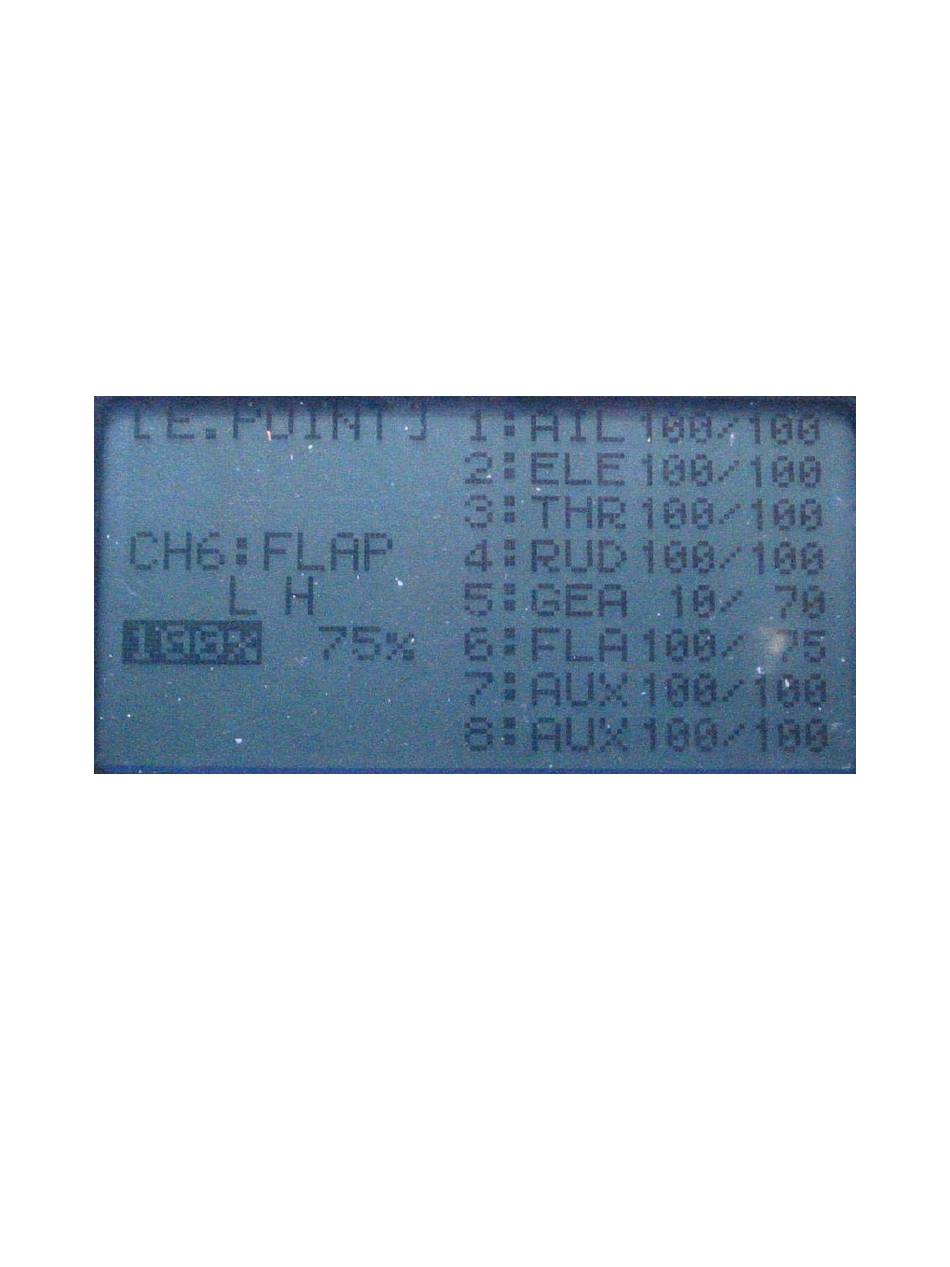 [E.POINT]
CH6:FLAP
L H
100% 75%
1:AIL100/100
2:ELE100/100
3:THR100/100
4:RUD100/100
5:GEA 10/ 70
6:FLA100/ 75
7:AUX100/100
8:AUX100/100